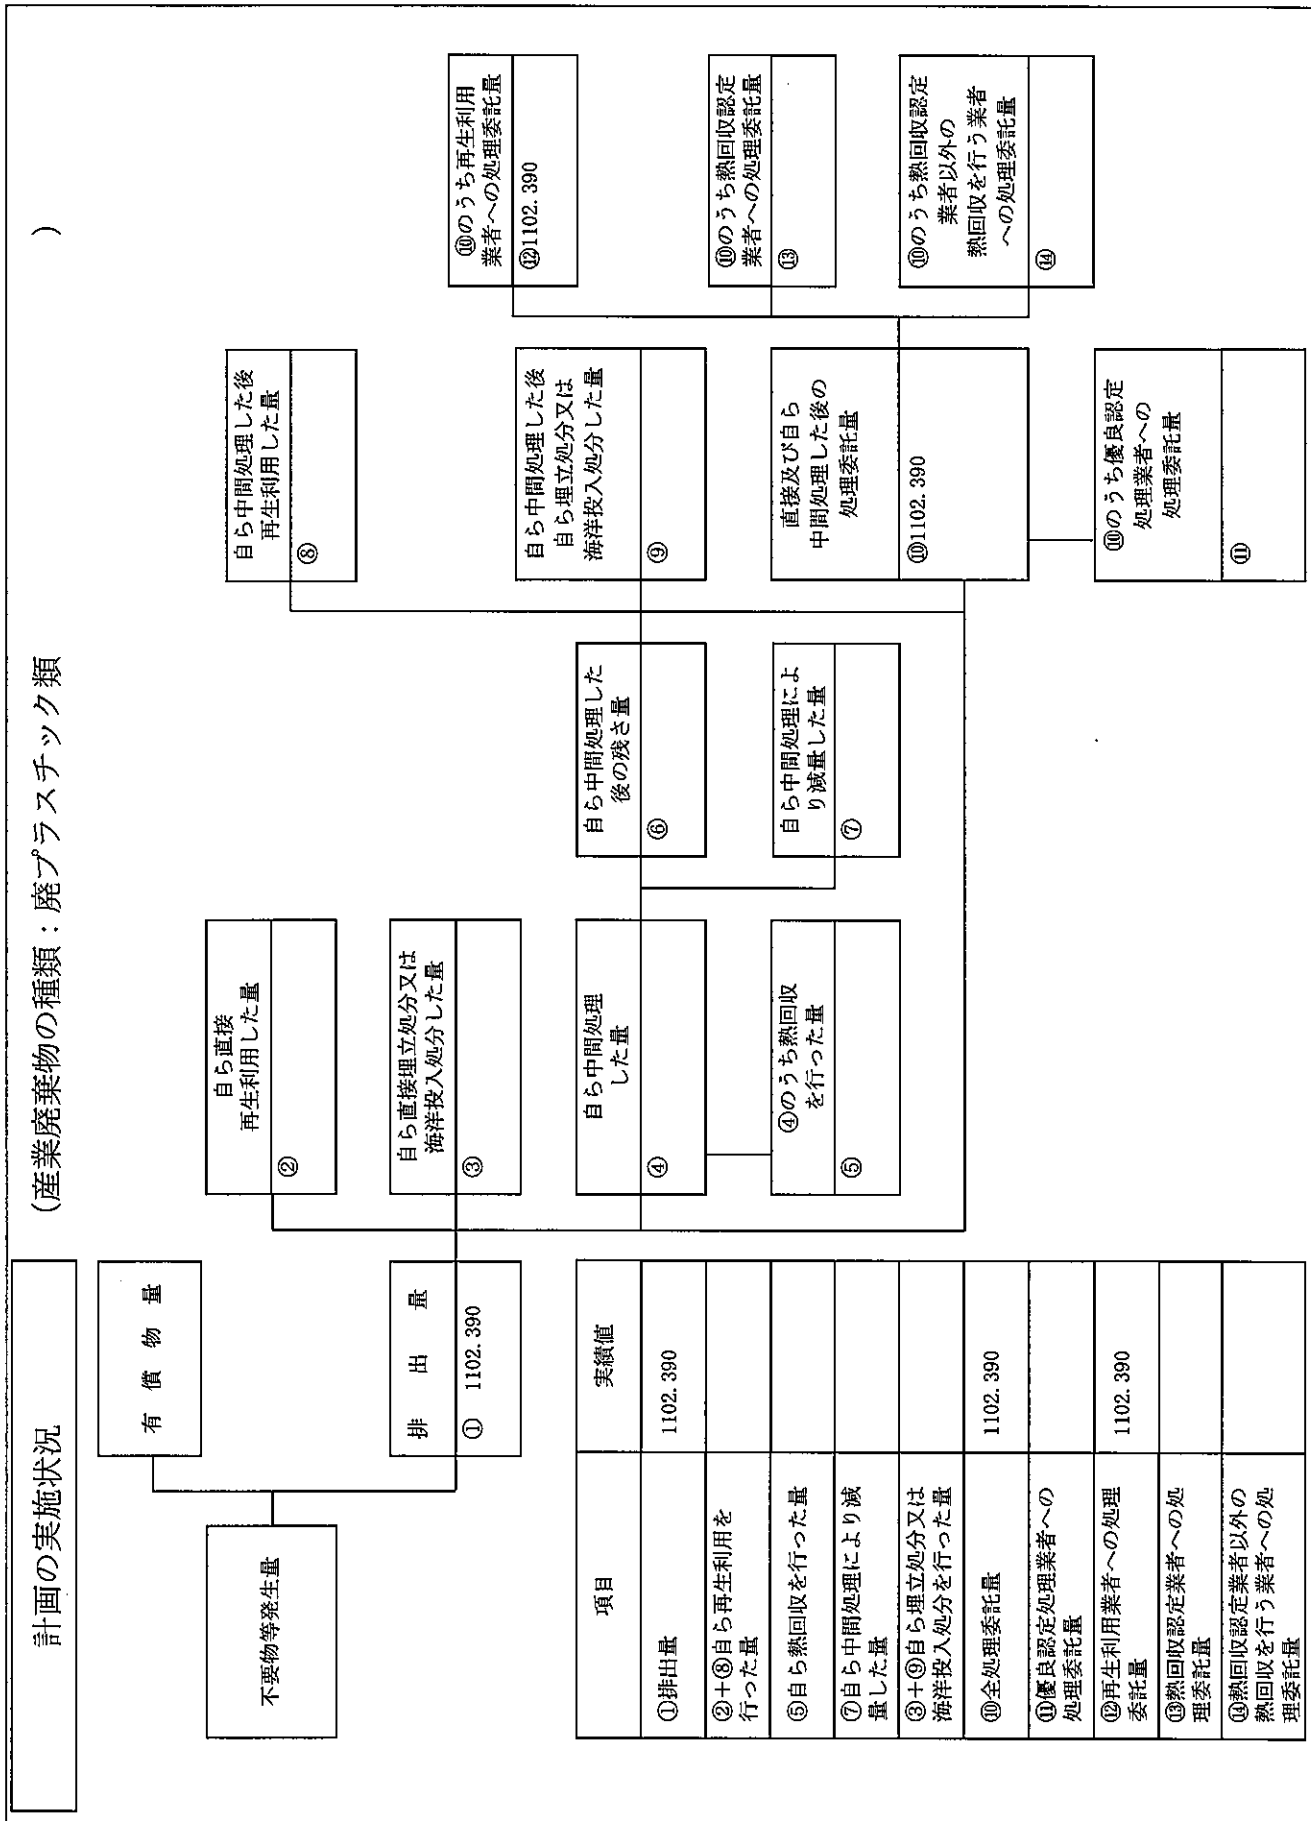 計画の実施状況
(産業廃棄物の種類：廃プラスチック類 )
不要物等発生量
有償物量
排出量
① 1102.390
自ら直接
再生利用した量
②
自ら直接埋立処分又は
海洋投入処分した量
③
自ら中間処理
した量
④
④のうち熱回収
を行った量
⑤
自ら中間処理した
後の残さ量
⑥
自ら中間処理によ
り減量した量
⑦
自ら中間処理した後
再生利用した量
⑧
自ら中間処理した後
自ら埋立処分又は
海洋投入処分した量
⑨
直接及び自ら
中間処理した後の
処理委託量
⑩1102.390
⑩のうち優良認定
処理業者への
処理委託量
⑪
⑩のうち再生利用
業者への処理委託量
⑫1102.390
⑩のうち熱回収認定
業者への処理委託量
⑬
⑩のうち熱回収認定
業者以外の
熱回収を行う業者
への処理委託量
⑭
項目 実績値
①排出量 1102.390
②+⑧自ら再生利用を
行った量
⑤自ら熱回収を行った量
⑦自ら中間処理により減
量した量
③+⑨自ら埋立処分又は
海洋投入処分を行った量
⑩全処理委託量 1102.390
⑪優良認定処理業者への
処理委託量
⑫再生利用業者への処理
委託量 1102.390
⑬熱回収認定業者への処
理委託量
⑭熱回収認定業者以外の
熱回収を行う業者への処
理委託量